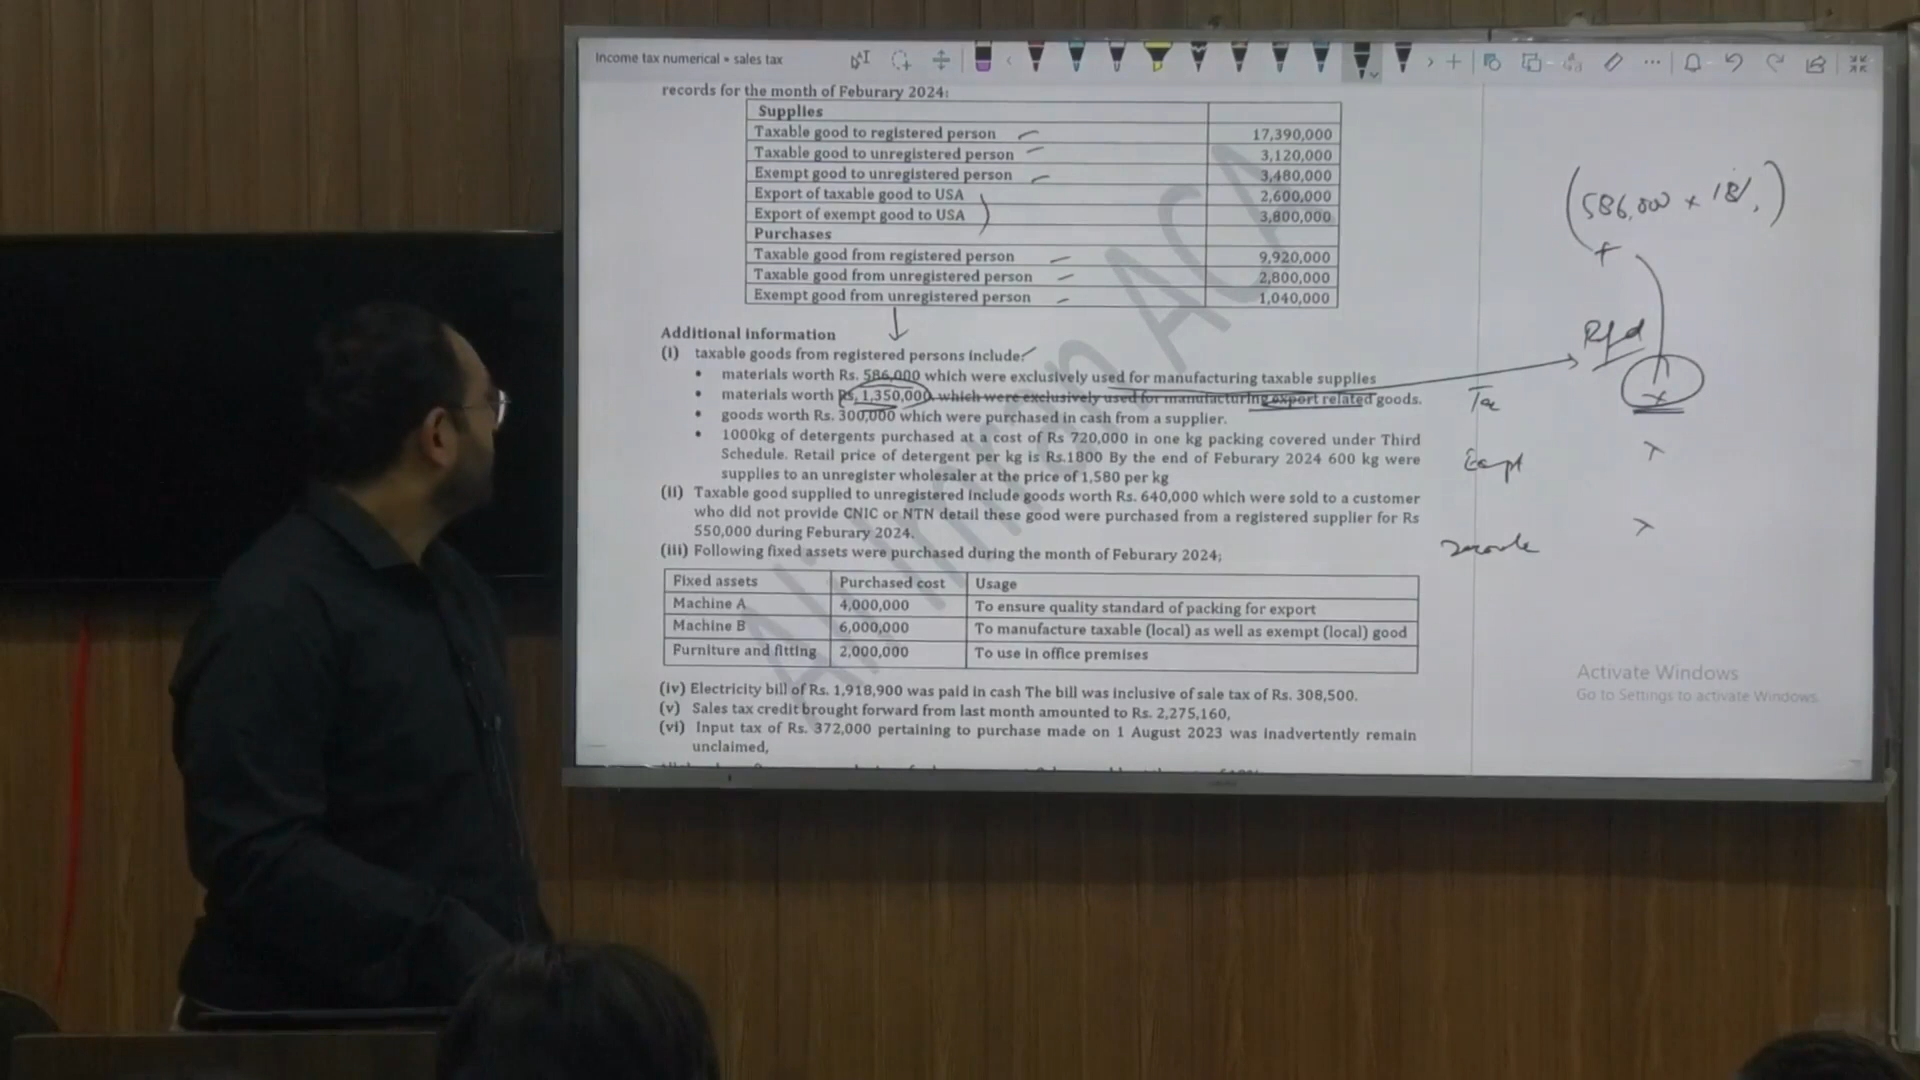 Income tax numerical + sales tax
records for the month of Feburary 2024:
Supplies
Taxable good to registered person 17,390,000
Taxable good to unregistered person 3,120,000
Exempt good to unregistered person 3,480,000
Export of taxable good to USA 2,600,000
Export of exempt good to USA 3,800,000
Purchases
Taxable good from registered person 9,920,000
Taxable good from unregistered person 2,800,000
Exempt good from unregistered person 1,040,000
Additional information
(i) taxable goods from registered persons include:
• materials worth Rs. 586,000 which were exclusively used for manufacturing taxable supplies
• materials worth Rs. 1,350,000 which were exclusively used for manufacturing export related goods.
• goods worth Rs. 300,000 which were purchased in cash from a supplier.
• 1000kg of detergents purchased at a cost of Rs 720,000 in one kg packing covered under Third
Schedule. Retail price of detergent per kg is Rs.1800 By the end of Feburary 2024 600 kg were
supplies to an unregister wholesaler at the price of 1,580 per kg
(ii) Taxable good supplied to unregistered include goods worth Rs. 640,000 which were sold to a customer
who did not provide CNIC or NTN detail these good were purchased from a registered supplier for Rs
550,000 during Feburary 2024.
(iii) Following fixed assets were purchased during the month of Feburary 2024;
Fixed assets Purchased cost Usage
Machine A 4,000,000 To ensure quality standard of packing for export
Machine B 6,000,000 To manufacture taxable (local) as well as exempt (local) good
Furniture and fitting 2,000,000 To use in office premises
(iv) Electricity bill of Rs. 1,918,900 was paid in cash The bill was inclusive of sale tax of Rs. 308,500.
(v) Sales tax credit brought forward from last month amounted to Rs. 2,275,160,
(vi) Input tax of Rs. 372,000 pertaining to purchase made on 1 August 2023 was inadvertently remain
unclaimed,
Ali Imran ACA
(586,000 x 18%)
+
Rfd
Tax x
Activate Windows
Go to Settings to activate Windows.